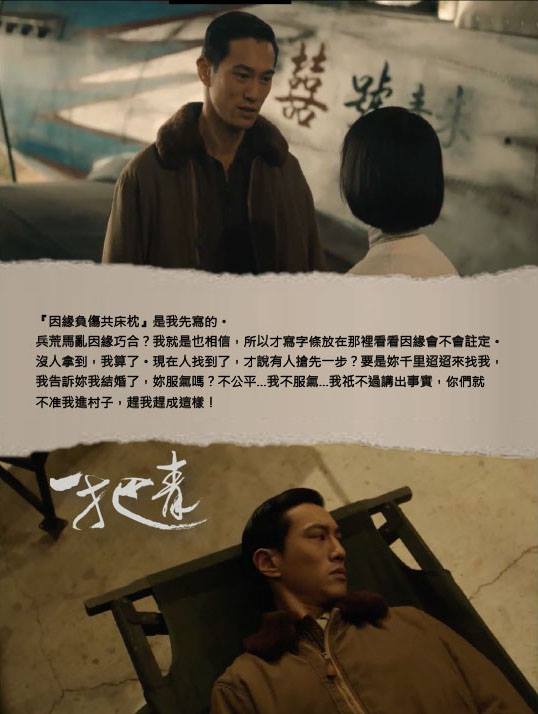 囍號未來
『因緣負傷共床枕』是我先寫的。
兵荒馬亂因緣巧合？我就是也相信，所以才寫字條放在那裡看看因緣會不會註定。
沒人拿到，我算了。現在人找到了，才說有人搶先一步？要是妳千里迢迢來找我，
我告訴妳我結婚了，妳服氣嗎？不公平...我不服氣...我衹不過講出事實，你們就
不准我進村子，趕我趕成這樣！
一把青